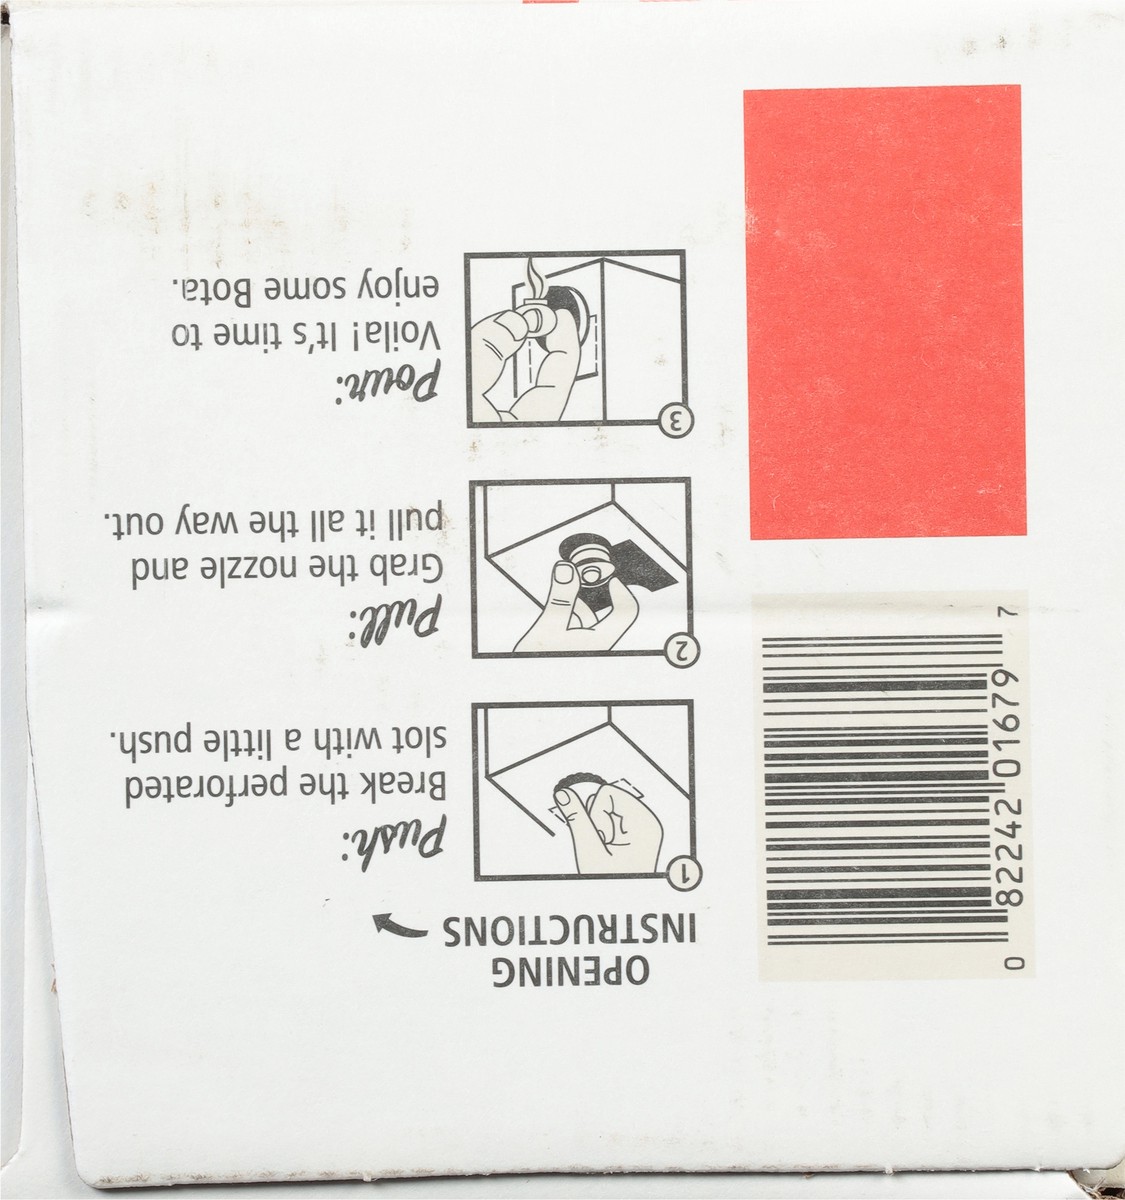 OPENING
INSTRUCTIONS
1
Push:
Break the perforated
slot with a little push.
2
Pull:
Grab the nozzle and
pull it all the way out.
3
Pour:
Voila! It's time to
enjoy some Bota.
0 82242 01679 7